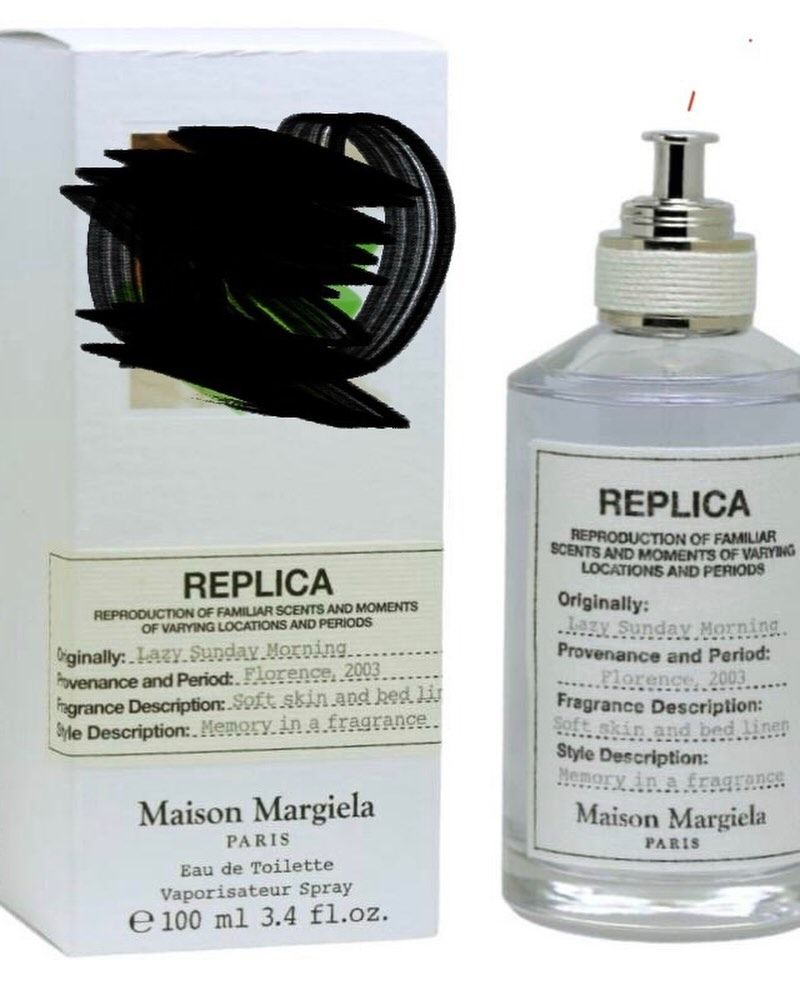 REPLICA
REPRODUCTION OF FAMILIAR SCENTS AND MOMENTS
OF VARYING LOCATIONS AND PERIODS
Originally: Lazy Sunday Morning
Provenance and Period: Florence, 2003
Fragrance Description: Soft skin and bed lin
Style Description: Memory in a fragrance
Maison Margiela
PARIS
Eau de Toilette
Vaporisateur Spray
℮ 100 ml 3.4 fl.oz.
REPLICA
REPRODUCTION OF FAMILIAR
SCENTS AND MOMENTS OF VARYING
LOCATIONS AND PERIODS
Originally:
Lazy Sunday Morning
Provenance and Period:
Florence, 2003
Fragrance Description:
Soft skin and bed linen
Style Description:
Memory in a fragrance
Maison Margiela
PARIS